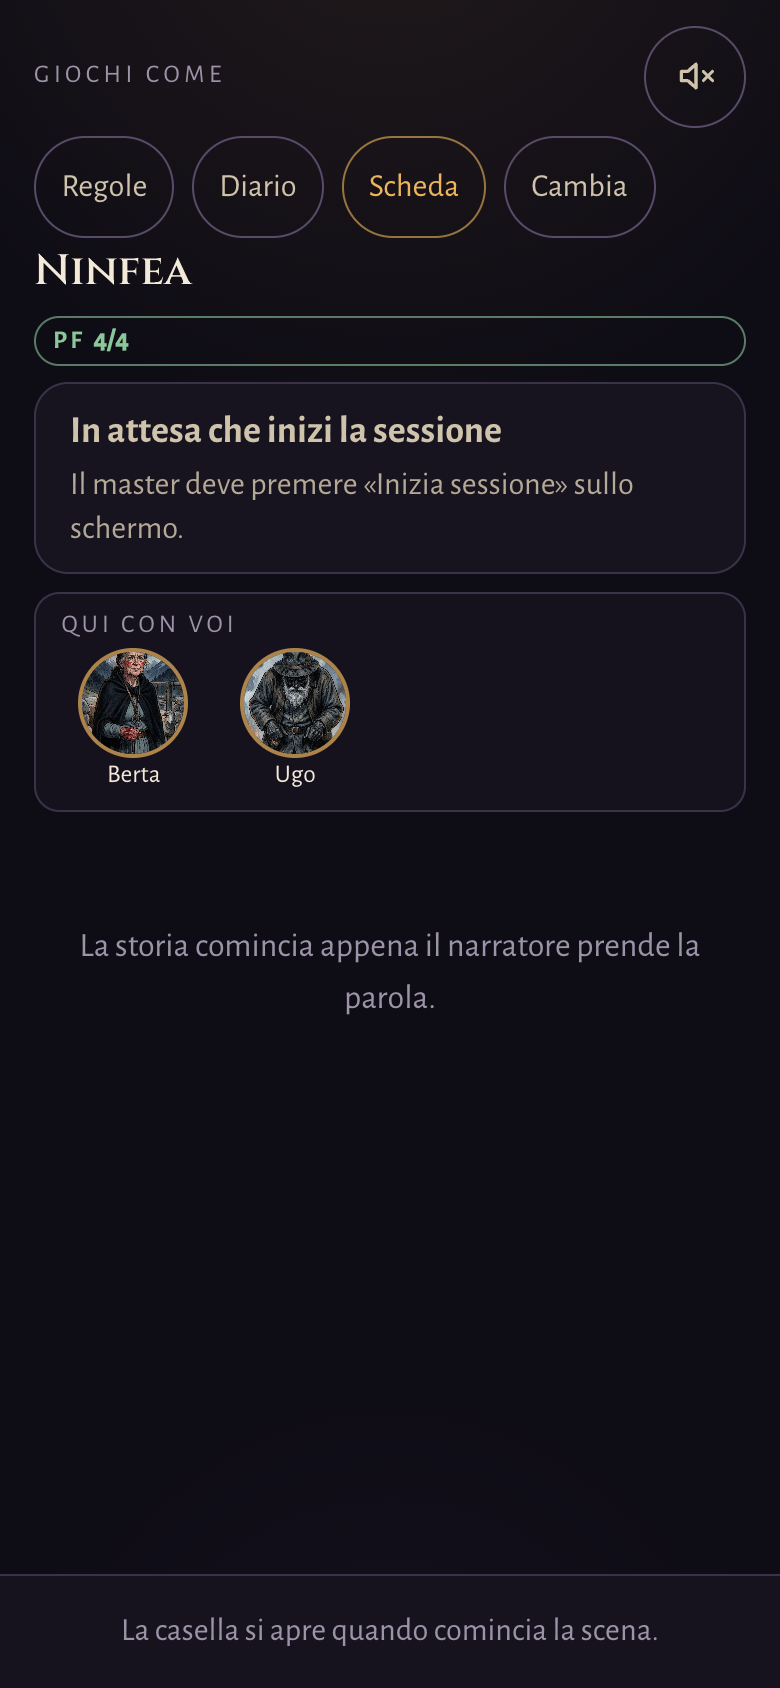 GIOCHI COME
Regole
Diario
Scheda
Cambia
Ninfea
PF 4/4
In attesa che inizi la sessione
Il master deve premere «Inizia sessione» sullo
schermo.
QUI CON VOI
Berta
Ugo
La storia comincia appena il narratore prende la
parola.
La casella si apre quando comincia la scena.